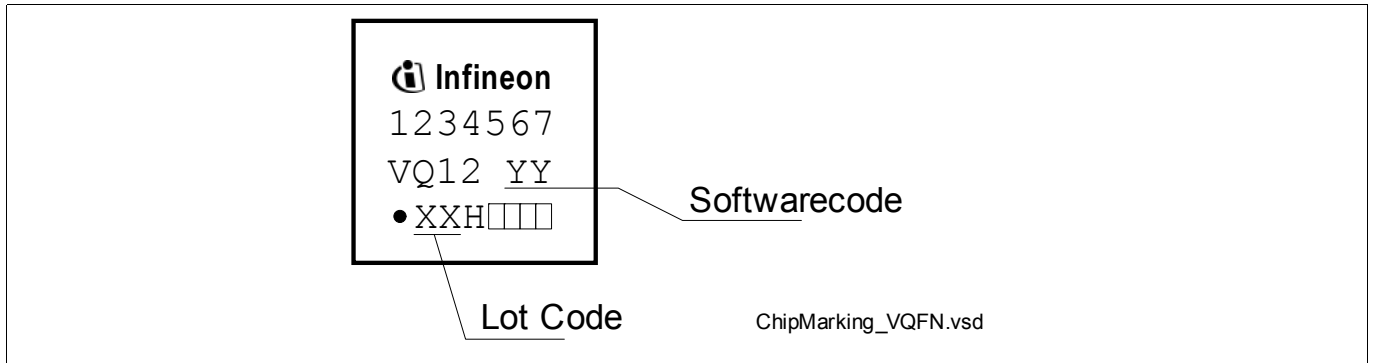 Infineon
1234567
VQ12 YY
Softwarecode
●XXH□□□□
Lot Code
ChipMarking_VQFN.vsd